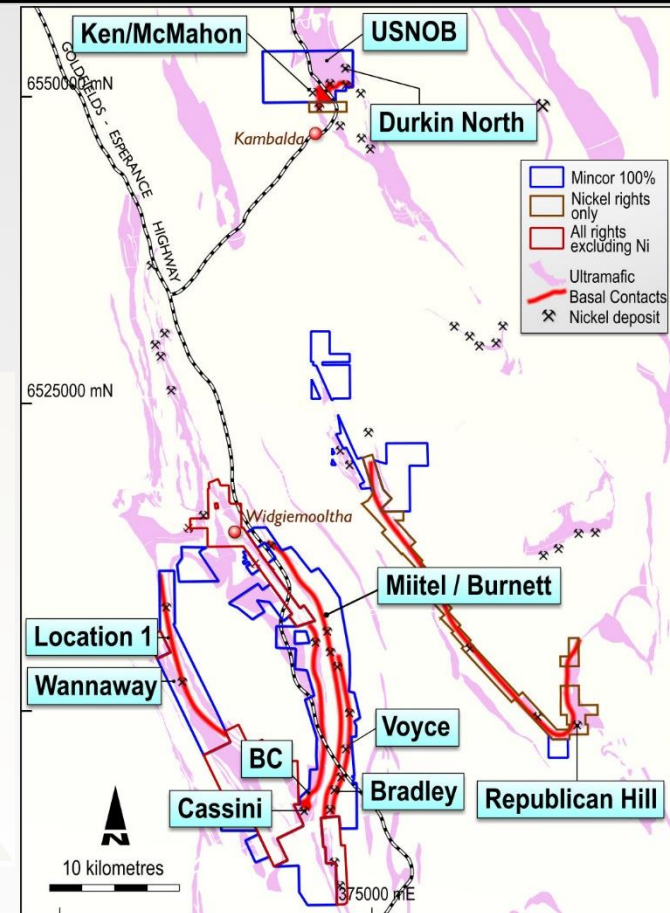 Ken/McMahon
USNOB
6550000 mN
Durkin North
Kambalda
GOLDFIELDS - ESPERANCE
HIGHWAY
Mincor 100%
Nickel rights
only
All rights
excluding Ni
Ultramafic
Basal Contacts
Nickel deposit
6525000 mN
Widgiemooltha
Miitel / Burnett
Location 1
Wannaway
Voyce
BC
Bradley
Republican Hill
Cassini
N
10 kilometres
375000 mE